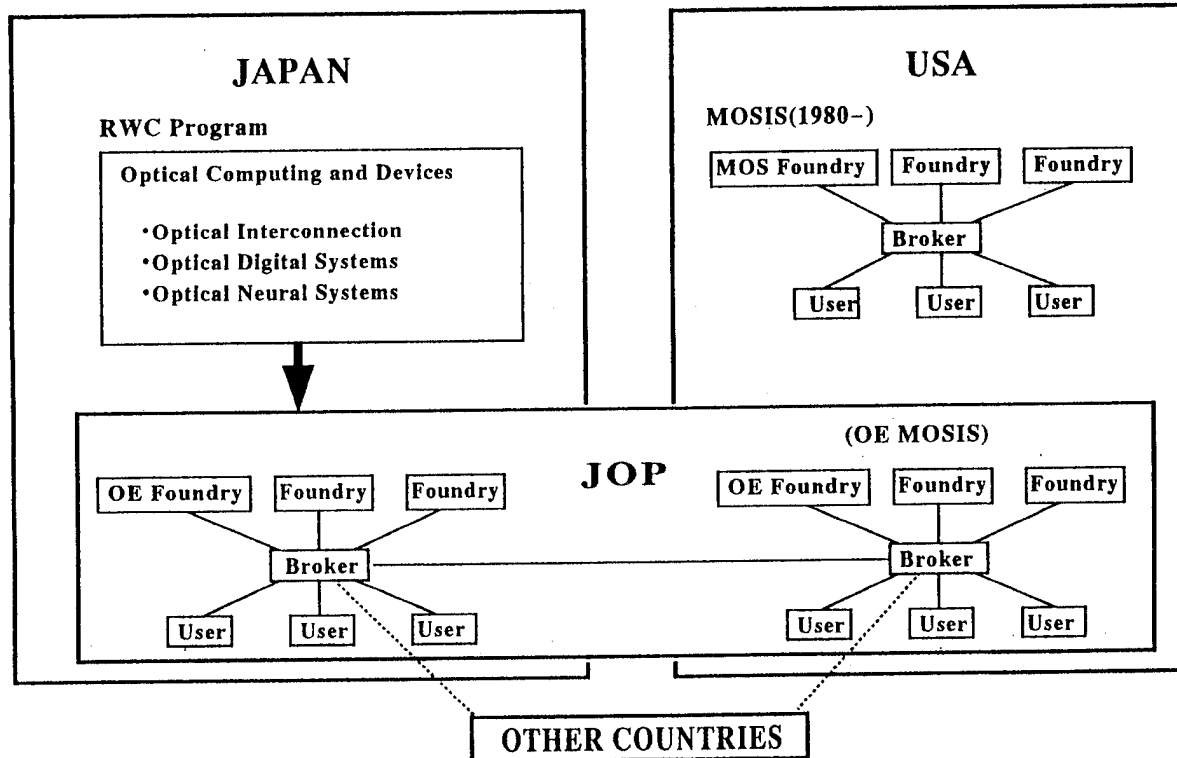 JAPAN
RWC Program
Optical Computing and Devices
・Optical Interconnection
・Optical Digital Systems
・Optical Neural Systems
USA
MOSIS(1980-)
MOS Foundry Foundry Foundry
Broker
User User User
JOP
(OE MOSIS)
OE Foundry Foundry Foundry
Broker
User User User
OE Foundry Foundry Foundry
Broker
User User User
OTHER COUNTRIES